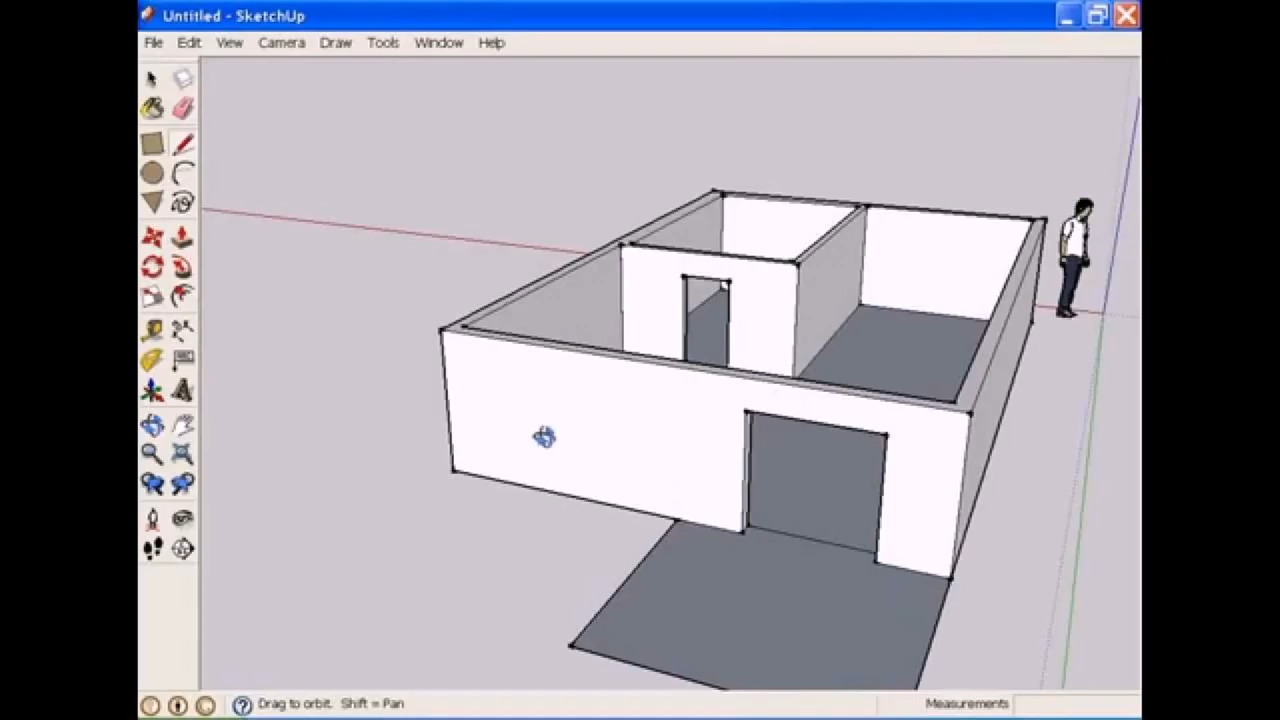 Untitled - SketchUp
File Edit View Camera Draw Tools Window Help
Drag to orbit. Shift = Pan
Measurements